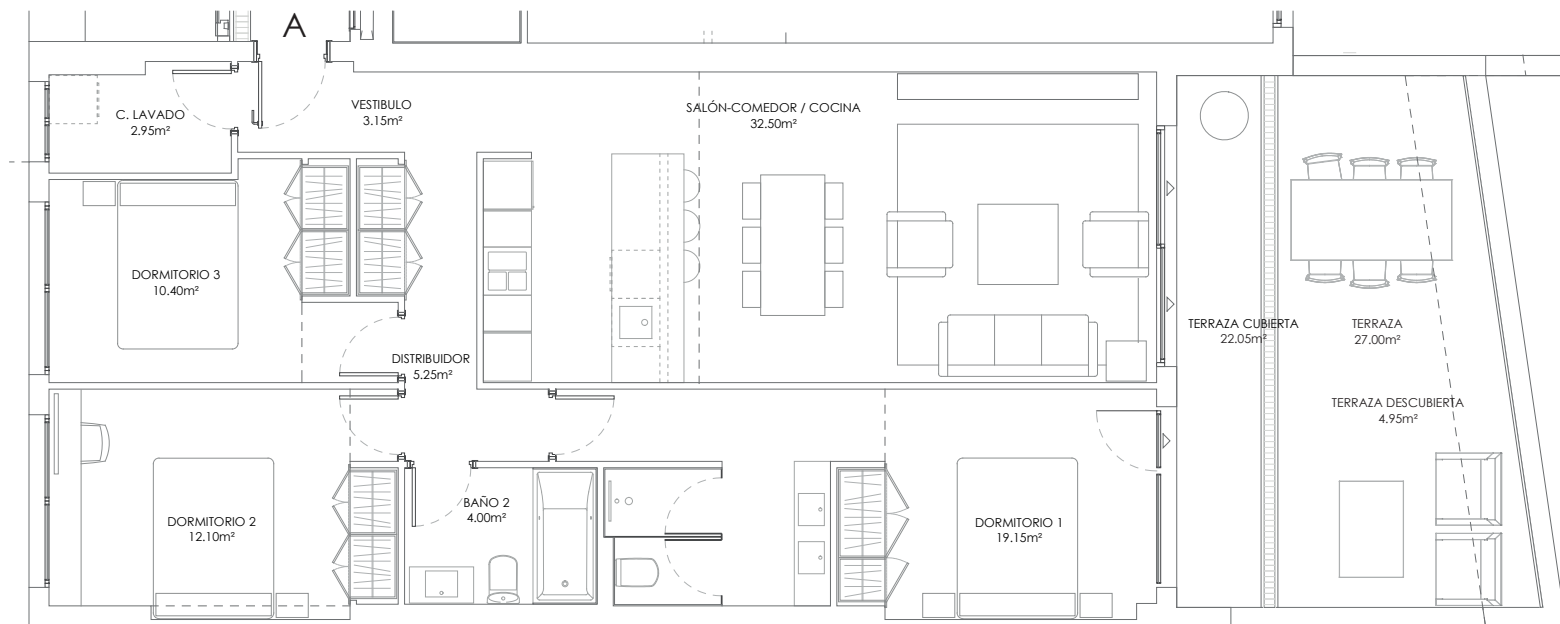 A
C. LAVADO
2.95m²
VESTIBULO
3.15m²
SALÓN-COMEDOR / COCINA
32.50m²
DORMITORIO 3
10.40m²
DISTRIBUIDOR
5.25m²
TERRAZA CUBIERTA
22.05m²
TERRAZA
27.00m²
TERRAZA DESCUBIERTA
4.95m²
DORMITORIO 2
12.10m²
BAÑO 2
4.00m²
DORMITORIO 1
19.15m²